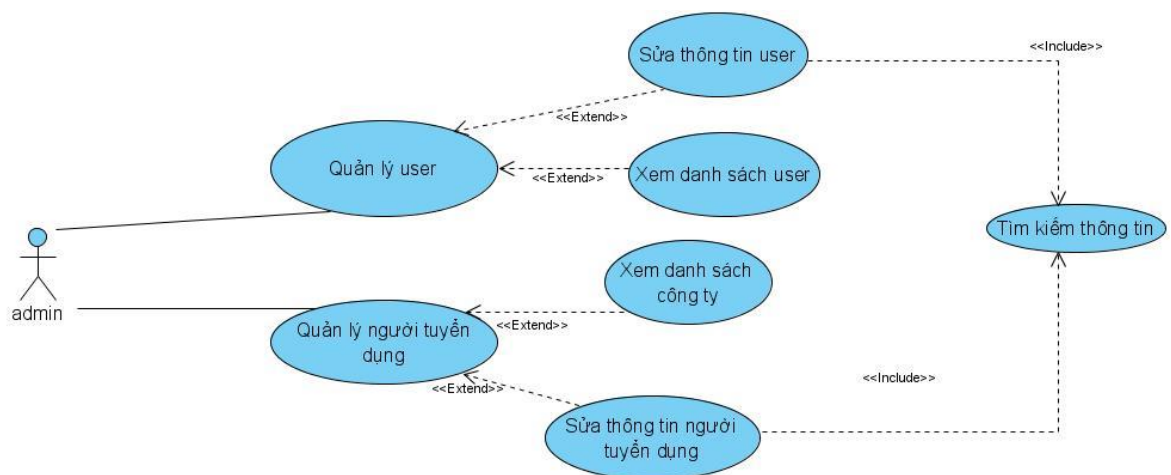 Sửa thông tin user
<<Include>>
<<Extend>>
Quản lý user
Xem danh sách user
<<Extend>>
Tìm kiếm thông tin
Xem danh sách
công ty
admin
Quản lý người tuyển
dụng
<<Extend>>
<<Extend>>
<<Include>>
Sửa thông tin người
tuyển dụng